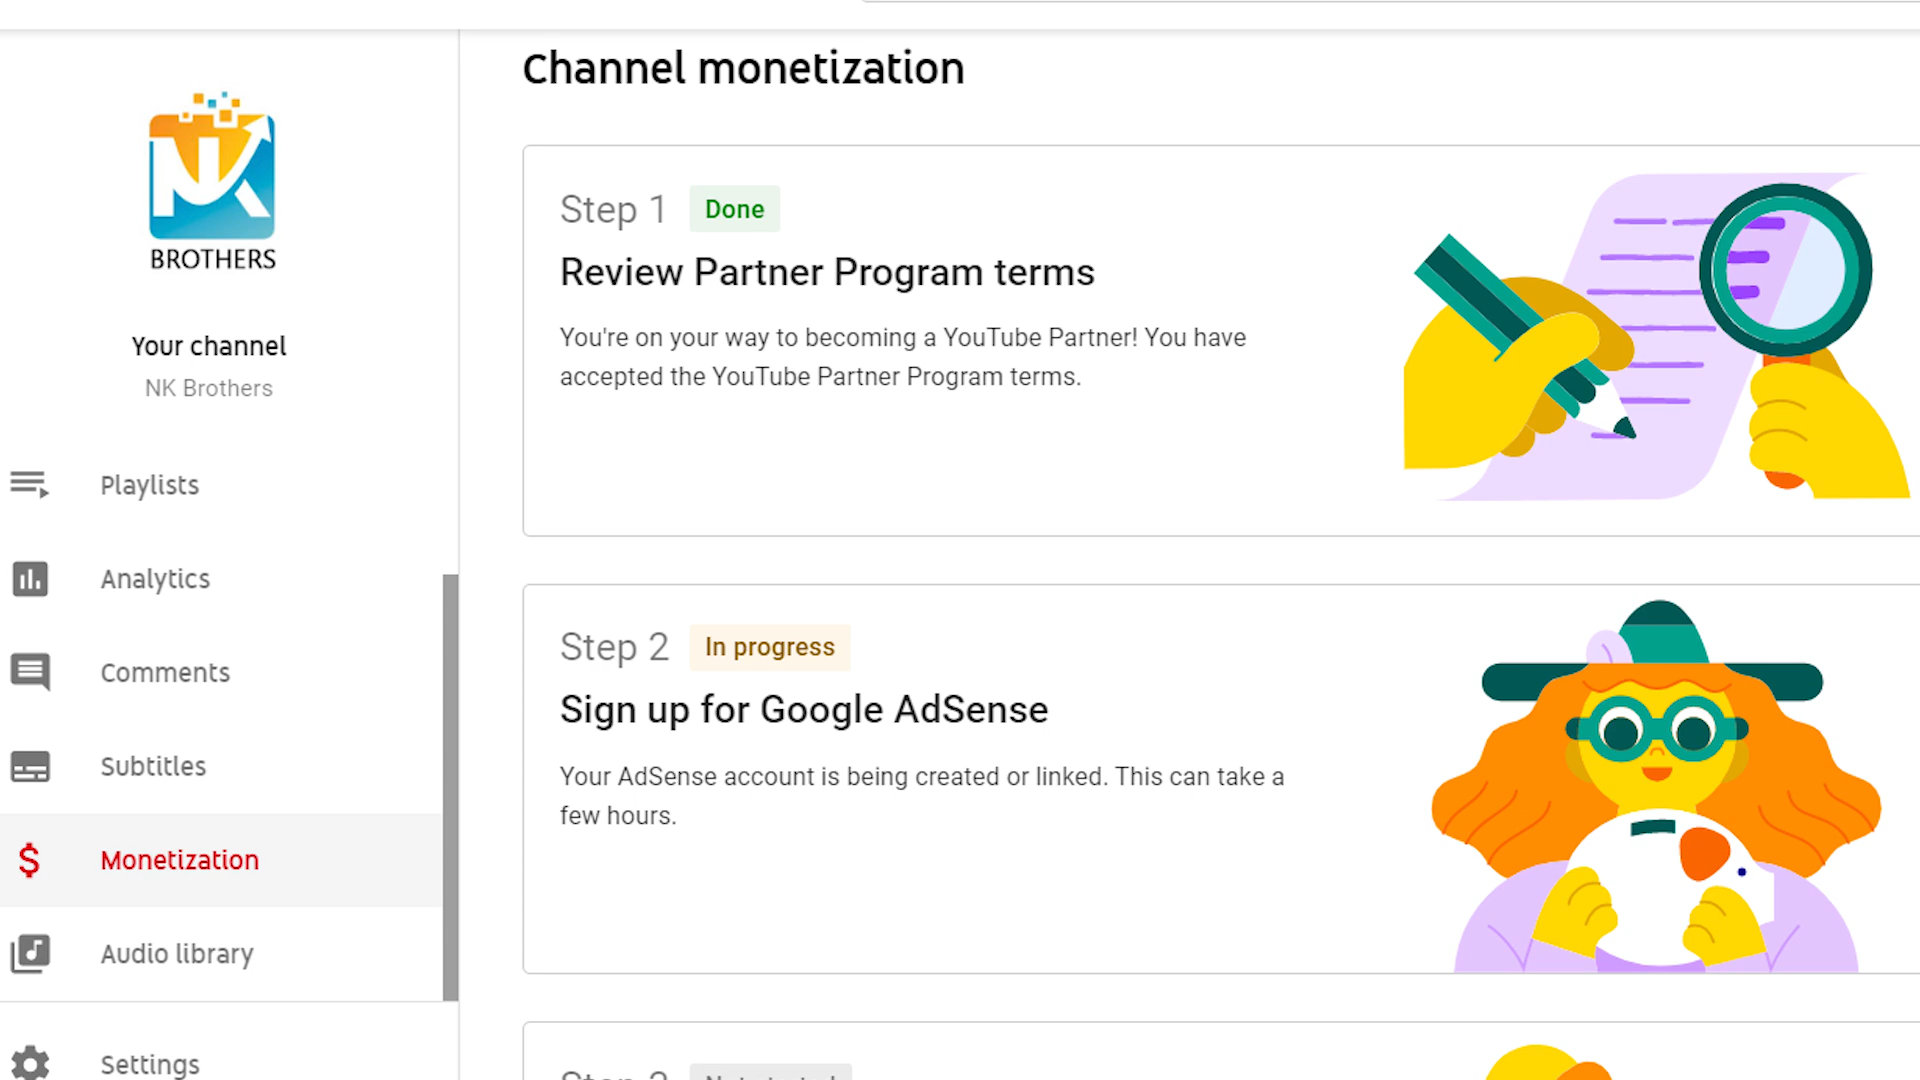 NK
BROTHERS
Your channel
NK Brothers
Playlists
Analytics
Comments
Subtitles
Monetization
Audio library
Settings
Channel monetization
Step 1 Done
Review Partner Program terms
You're on your way to becoming a YouTube Partner! You have
accepted the YouTube Partner Program terms.
Step 2 In progress
Sign up for Google AdSense
Your AdSense account is being created or linked. This can take a
few hours.
Step